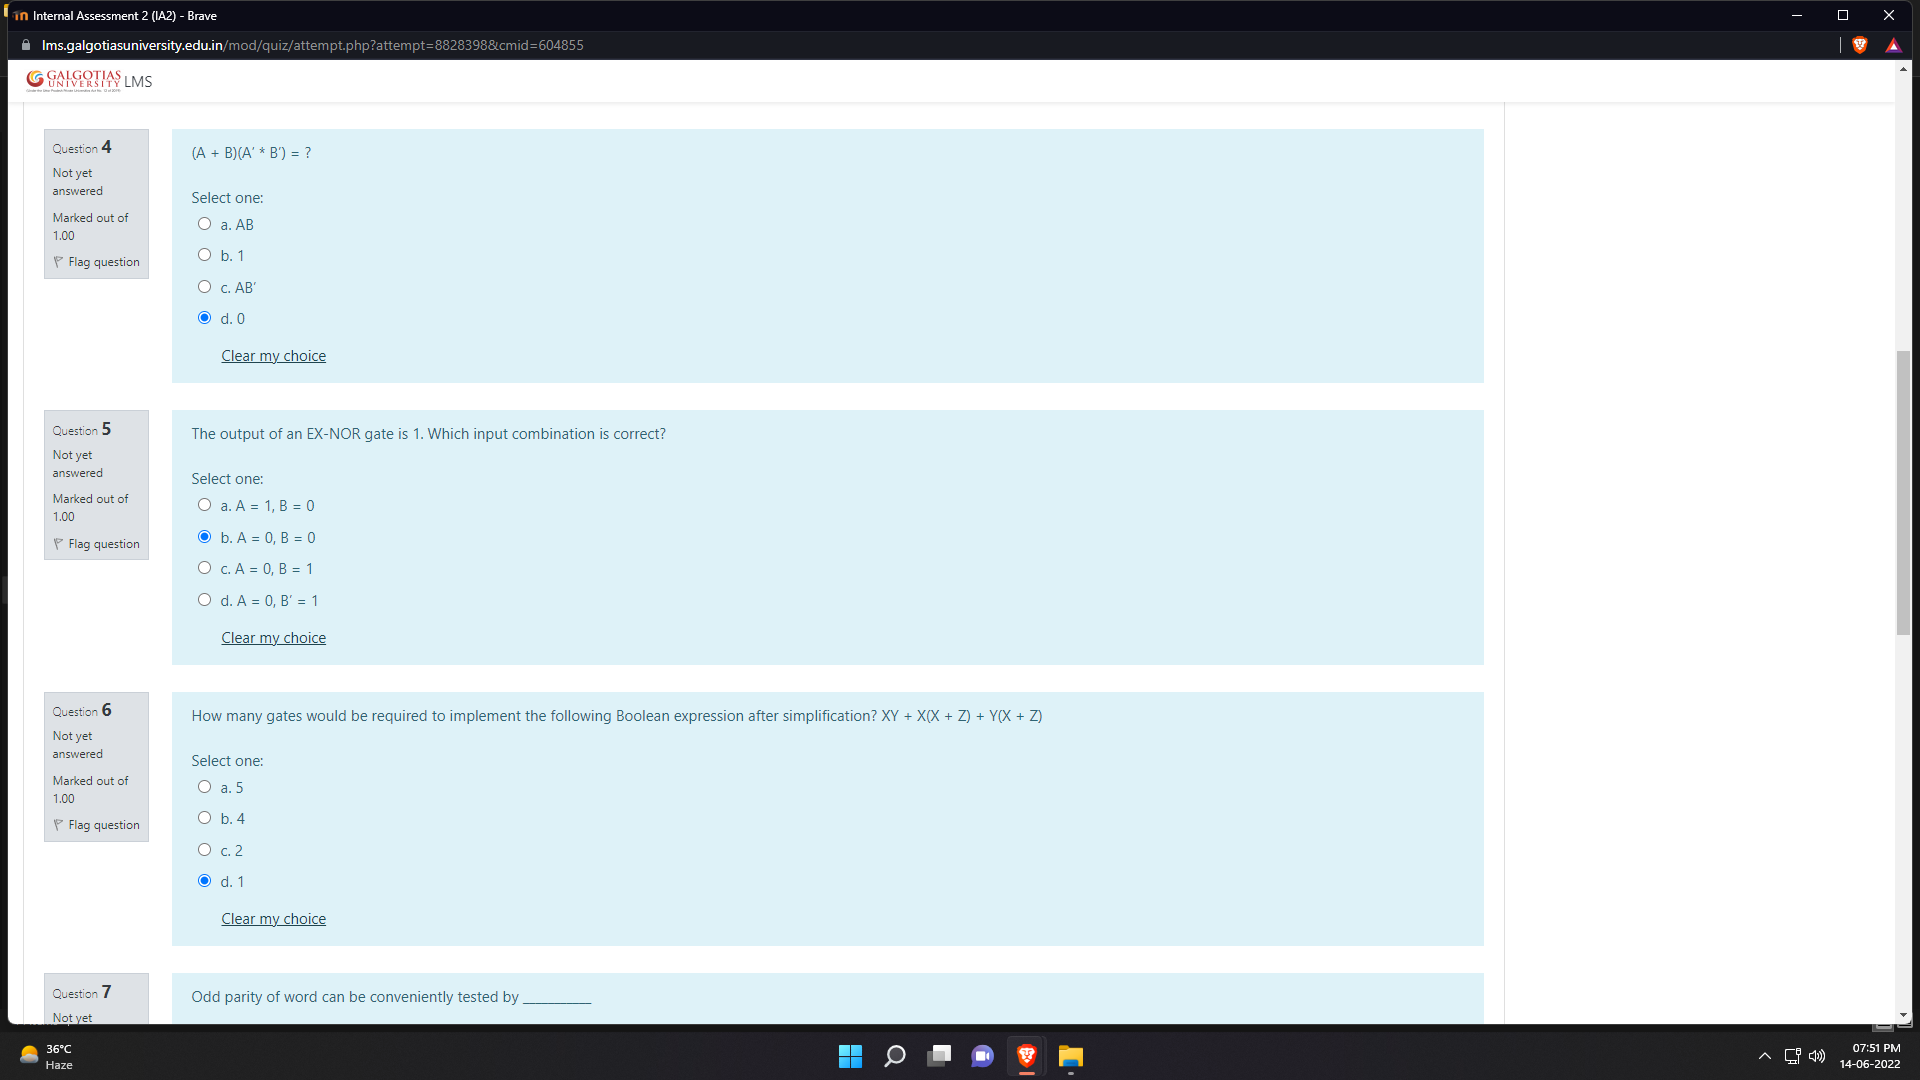 Internal Assessment 2 (IA2) - Brave
lms.galgotiasuniversity.edu.in/mod/quiz/attempt.php?attempt=8828398&cmid=604855
GALGOTIAS
UNIVERSITY LMS
Question 4
Not yet
answered
Marked out of
1.00
Flag question
(A + B)(A’ * B’) = ?
Select one:
a. AB
b. 1
c. AB’
d. 0
Clear my choice
Question 5
Not yet
answered
Marked out of
1.00
Flag question
The output of an EX-NOR gate is 1. Which input combination is correct?
Select one:
a. A = 1, B = 0
b. A = 0, B = 0
c. A = 0, B = 1
d. A = 0, B’ = 1
Clear my choice
Question 6
Not yet
answered
Marked out of
1.00
Flag question
How many gates would be required to implement the following Boolean expression after simplification? XY + X(X + Z) + Y(X + Z)
Select one:
a. 5
b. 4
c. 2
d. 1
Clear my choice
Question 7
Not yet
Odd parity of word can be conveniently tested by ___________
36°C
Haze
07:51 PM
14-06-2022